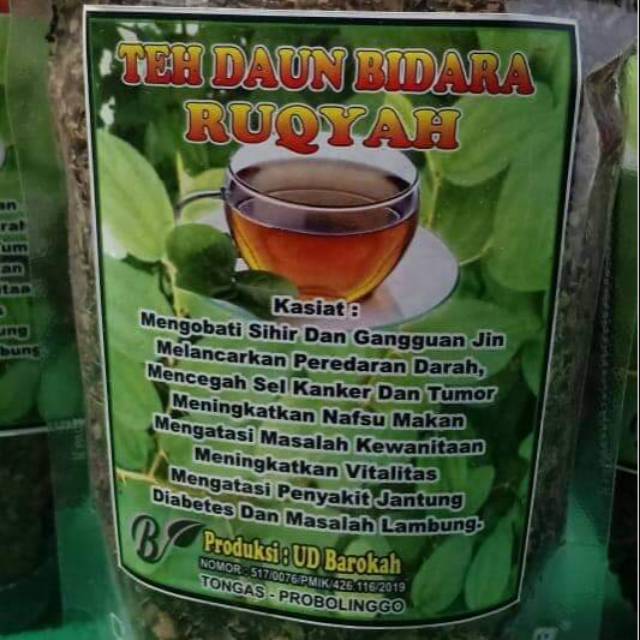 TEH DAUN BIDARA
RUQYAH
Kasiat :
Mengobati Sihir Dan Gangguan Jin
Melancarkan Peredaran Darah,
Mencegah Sel Kanker Dan Tumor
Meningkatkan Nafsu Makan
Mengatasi Masalah Kewanitaan
Meningkatkan Vitalitas
Mengatasi Penyakit Jantung
Diabetes Dan Masalah Lambung.
B
Produksi : UD Barokah
NOMOR : 517/0076/PMIK/426.116/2019
TONGAS - PROBOLINGGO